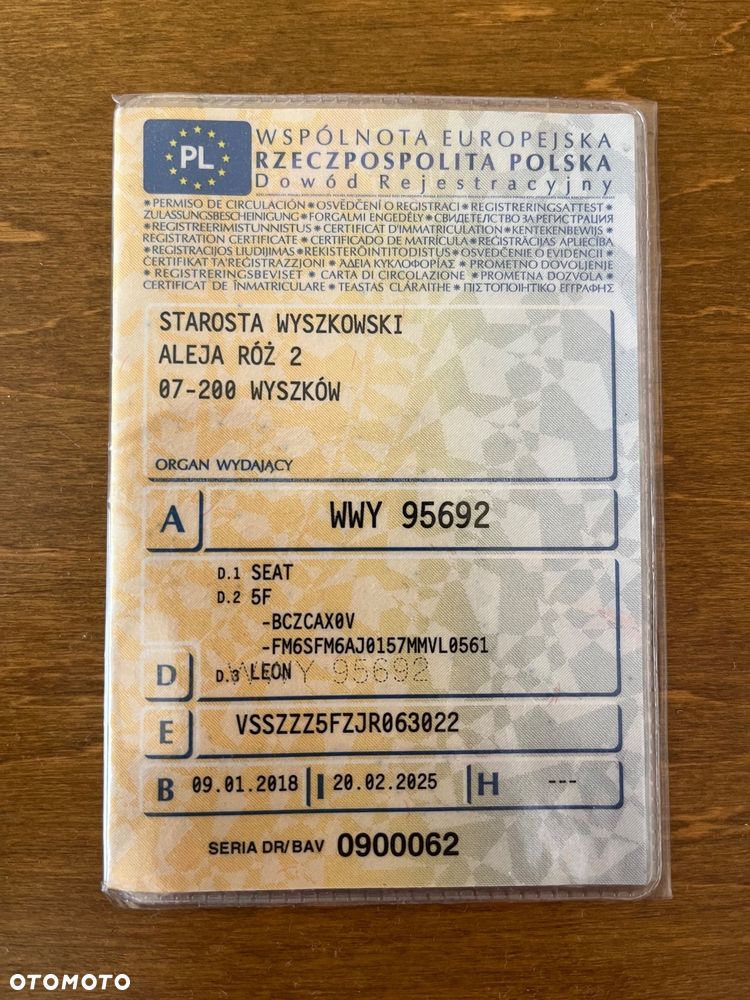 PL
WSPÓLNOTA EUROPEJSKA
RZECZPOSPOLITA POLSKA
Dowód Rejestracyjny
* PERMISO DE CIRCULACIÓN * OSVĚDČENÍ O REGISTRACI * REGISTRERINGSATTEST *
ZULASSUNGSBESCHEINIGUNG * FORGALMI ENGEDÉLY * СВИДЕТЕЛСТВО ЗА РЕГИСТРАЦИЯ
* REGISTREERIMISTUNNISTUS * CERTIFICAT D'IMMATRICULATION * KENTEKENBEWIJS *
REGISTRATION CERTIFICATE * CERTIFICADO DE MATRÍCULA * REĢISTRĀCIJAS APLIECĪBA
* REGISTRACIJOS LIUDIJIMAS * REKISTERÖINTITODISTUS * OSVEDČENIE O EVIDENCII *
ĊERTIFIKAT TA' REĠISTRAZZJONI * ΑΔΕΙΑ ΚΥΚΛΟΦΟΡΙΑΣ * PROMETNO DOVOLJENJE
* REGISTRERINGSBEVISET * CARTA DI CIRCOLAZIONE * PROMETNA DOZVOLA *
CERTIFICAT DE ÎNMATRICULARE * TEASTAS CLÁRAITHE * ΠΙΣΤΟΠΟΙΗΤΙΚΟ ΕΓΓΡΑΦΗΣ
STAROSTA WYSZKOWSKI
ALEJA RÓŻ 2
07-200 WYSZKÓW
ORGAN WYDAJĄCY
A WWY 95692
D.1 SEAT
D.2 5F
-BCZCAX0V
-FM6SFM6AJ0157MMVL0561
D D.3 LEON WWY 95692
E VSSZZZ5FZJR063022
B 09.01.2018 I 20.02.2025 H ---
SERIA DR/BAV 0900062
OTOMOTO